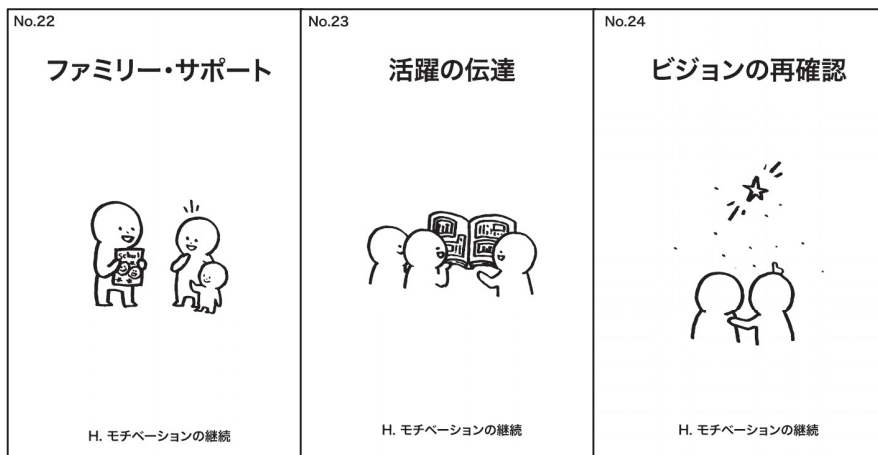 No.22
ファミリー・サポート
School
H. モチベーションの継続
No.23
活躍の伝達
H. モチベーションの継続
No.24
ビジョンの再確認
H. モチベーションの継続